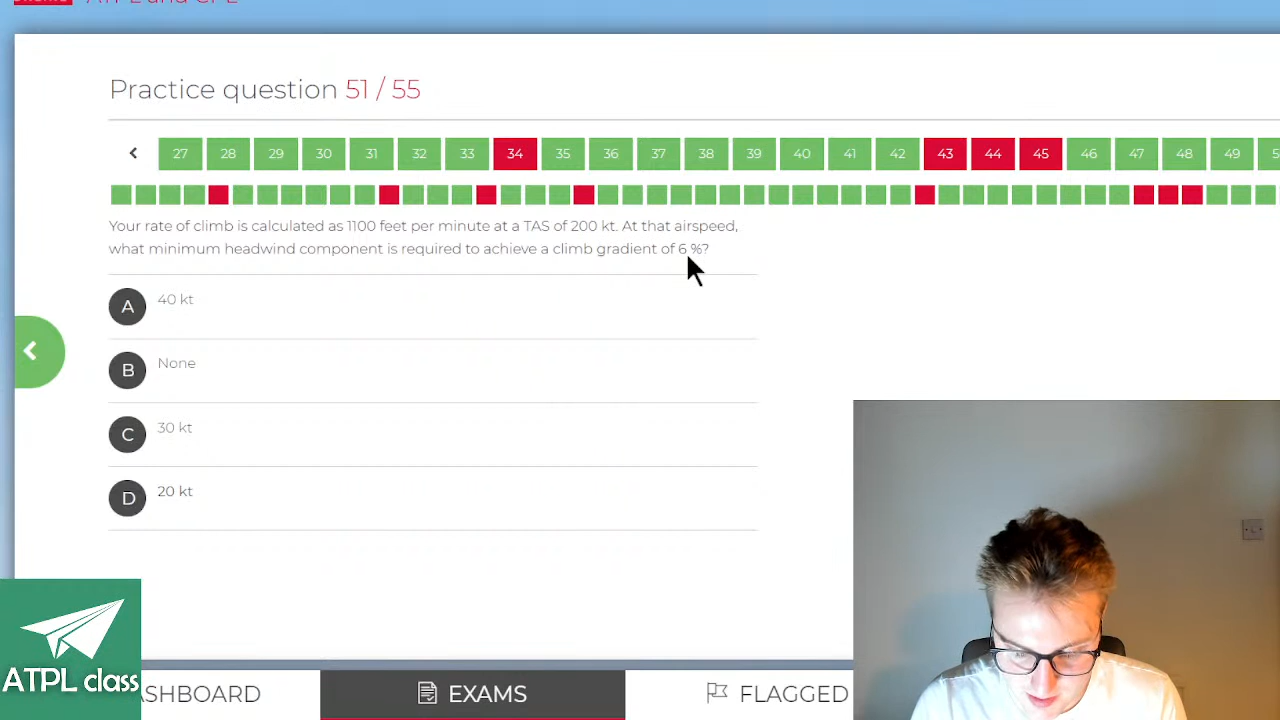 ATPL and CPL
Practice question 51 / 55
27 28 29 30 31 32 33 34 35 36 37 38 39 40 41 42 43 44 45 46 47 48 49
Your rate of climb is calculated as 1100 feet per minute at a TAS of 200 kt. At that airspeed,
what minimum headwind component is required to achieve a climb gradient of 6 %?
A 40 kt
B None
C 30 kt
D 20 kt
ATPL class
EXAMS
FLAGGED